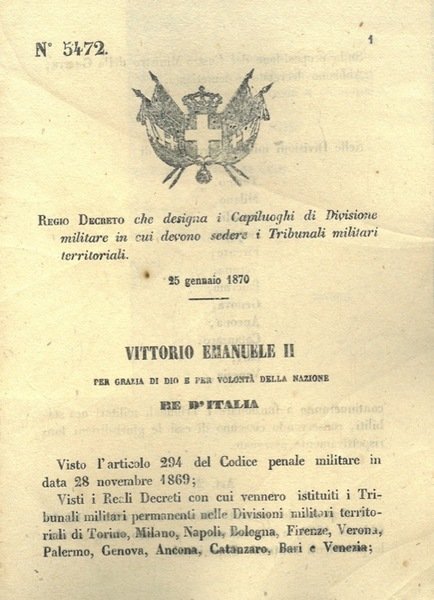 N° 5472.
1
REGIO DECRETO che designa i Capiluoghi di Divisione
militare in cui devono sedere i Tribunali militari
territoriali.
25 gennaio 1870
VITTORIO EMANUELE II
PER GRAZIA DI DIO E PER VOLONTÀ DELLA NAZIONE
RE D'ITALIA
Visto l'articolo 294 del Codice penale militare in
data 28 novembre 1869;
Visti i Reali Decreti con cui vennero istituiti i Tri-
bunali militari permanenti nelle Divisioni militari territo-
riali di Torino, Milano, Napoli, Bologna, Firenze, Verona,
Palermo, Genova, Ancona, Catanzaro, Bari e Venezia;